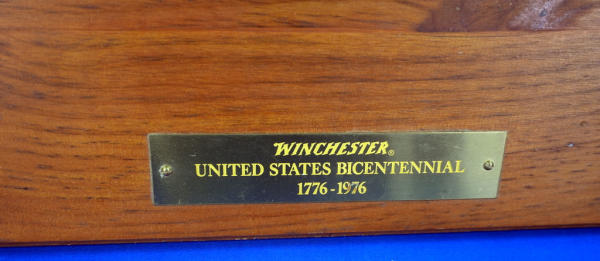 WINCHESTER®
UNITED STATES BICENTENNIAL
1776-1976